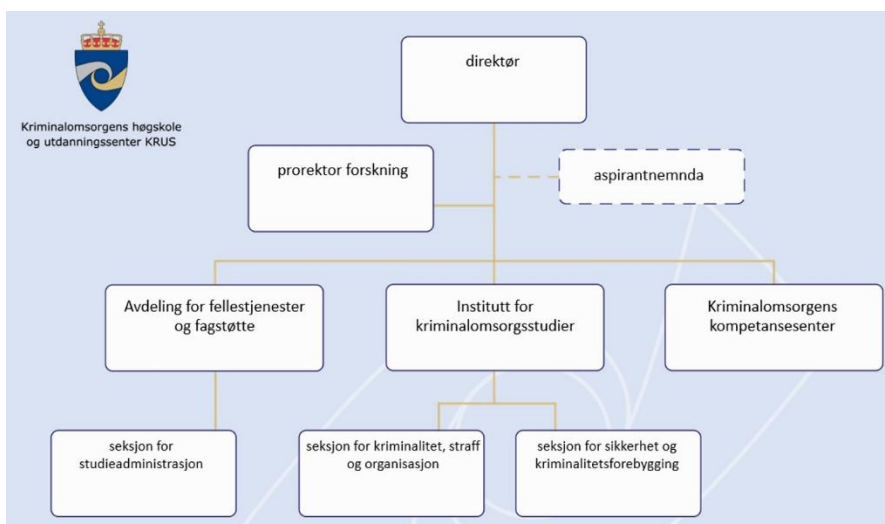 direktør
Kriminalomsorgens høgskole
og utdanningssenter KRUS
prorektor forskning
aspirantnemnda
Avdeling for fellestjenester
og fagstøtte
Institutt for
kriminalomsorgsstudier
Kriminalomsorgens
kompetansesenter
seksjon for
studieadministrasjon
seksjon for kriminalitet, straff
og organisasjon
seksjon for sikkerhet og
kriminalitetsforebygging